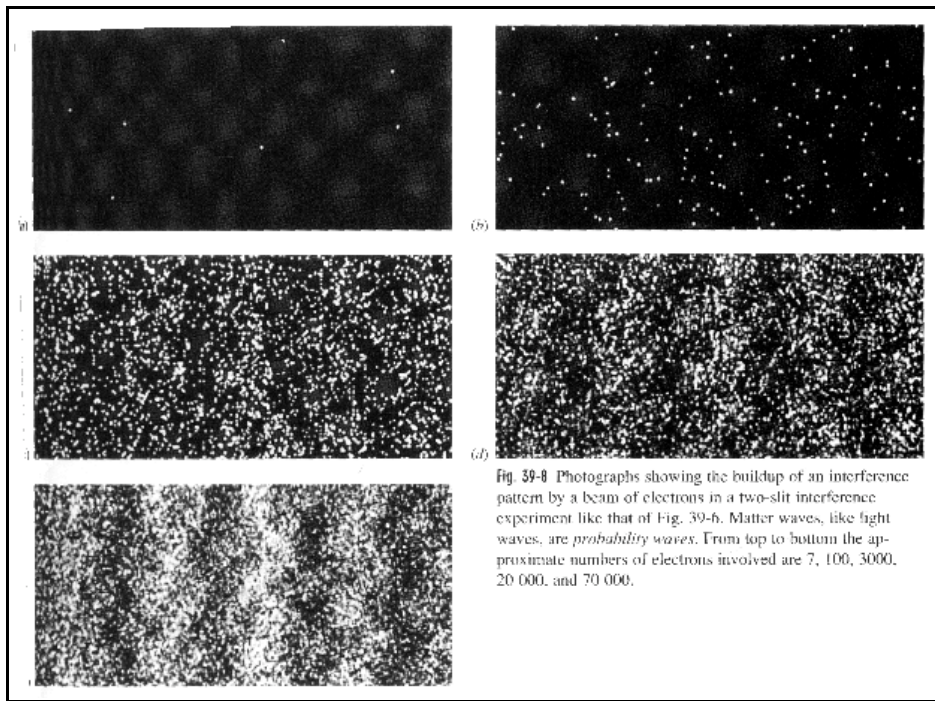 (b)
(d)
Fig. 39-8 Photographs showing the buildup of an interference
pattern by a beam of electrons in a two-slit interference
experiment like that of Fig. 39-6. Matter waves, like light
waves, are probability waves. From top to bottom the ap-
proximate numbers of electrons involved are 7, 100, 3000,
20 000, and 70 000.